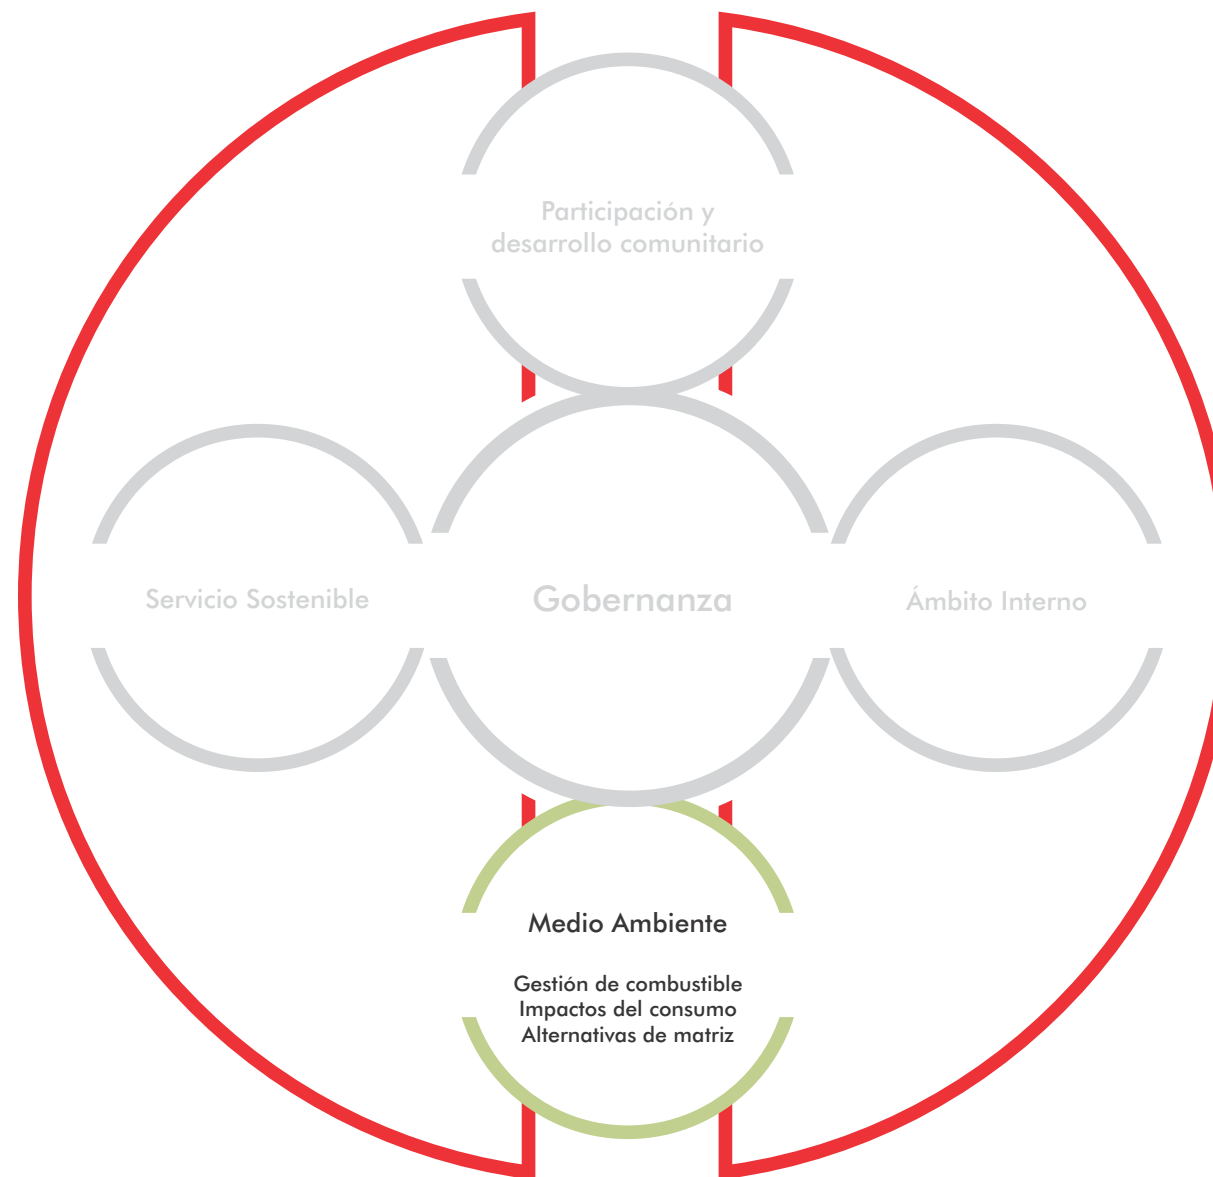 Participación y
desarrollo comunitario
Servicio Sostenible
Gobernanza
Ámbito Interno
Medio Ambiente
Gestión de combustible
Impactos del consumo
Alternativas de matriz